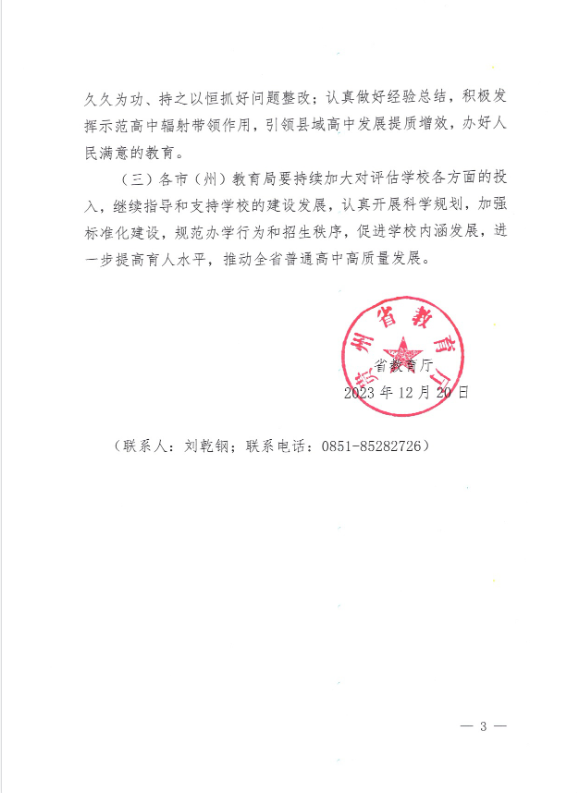 久久为功、持之以恒抓好问题整改；认真做好经验总结，积极发
挥示范高中辐射带领作用，引领县域高中发展提质增效，办好人
民满意的教育。
（三）各市（州）教育局要持续加大对评估学校各方面的投
入，继续指导和支持学校的建设发展，认真开展科学规划，加强
标准化建设，规范办学行为和招生秩序，促进学校内涵发展，进
一步提高育人水平，推动全省普通高中高质量发展。
贵州省教育厅
省教育厅
2023 年 12 月 20 日
（联系人：刘乾钢；联系电话：0851-85282726）
— 3 —